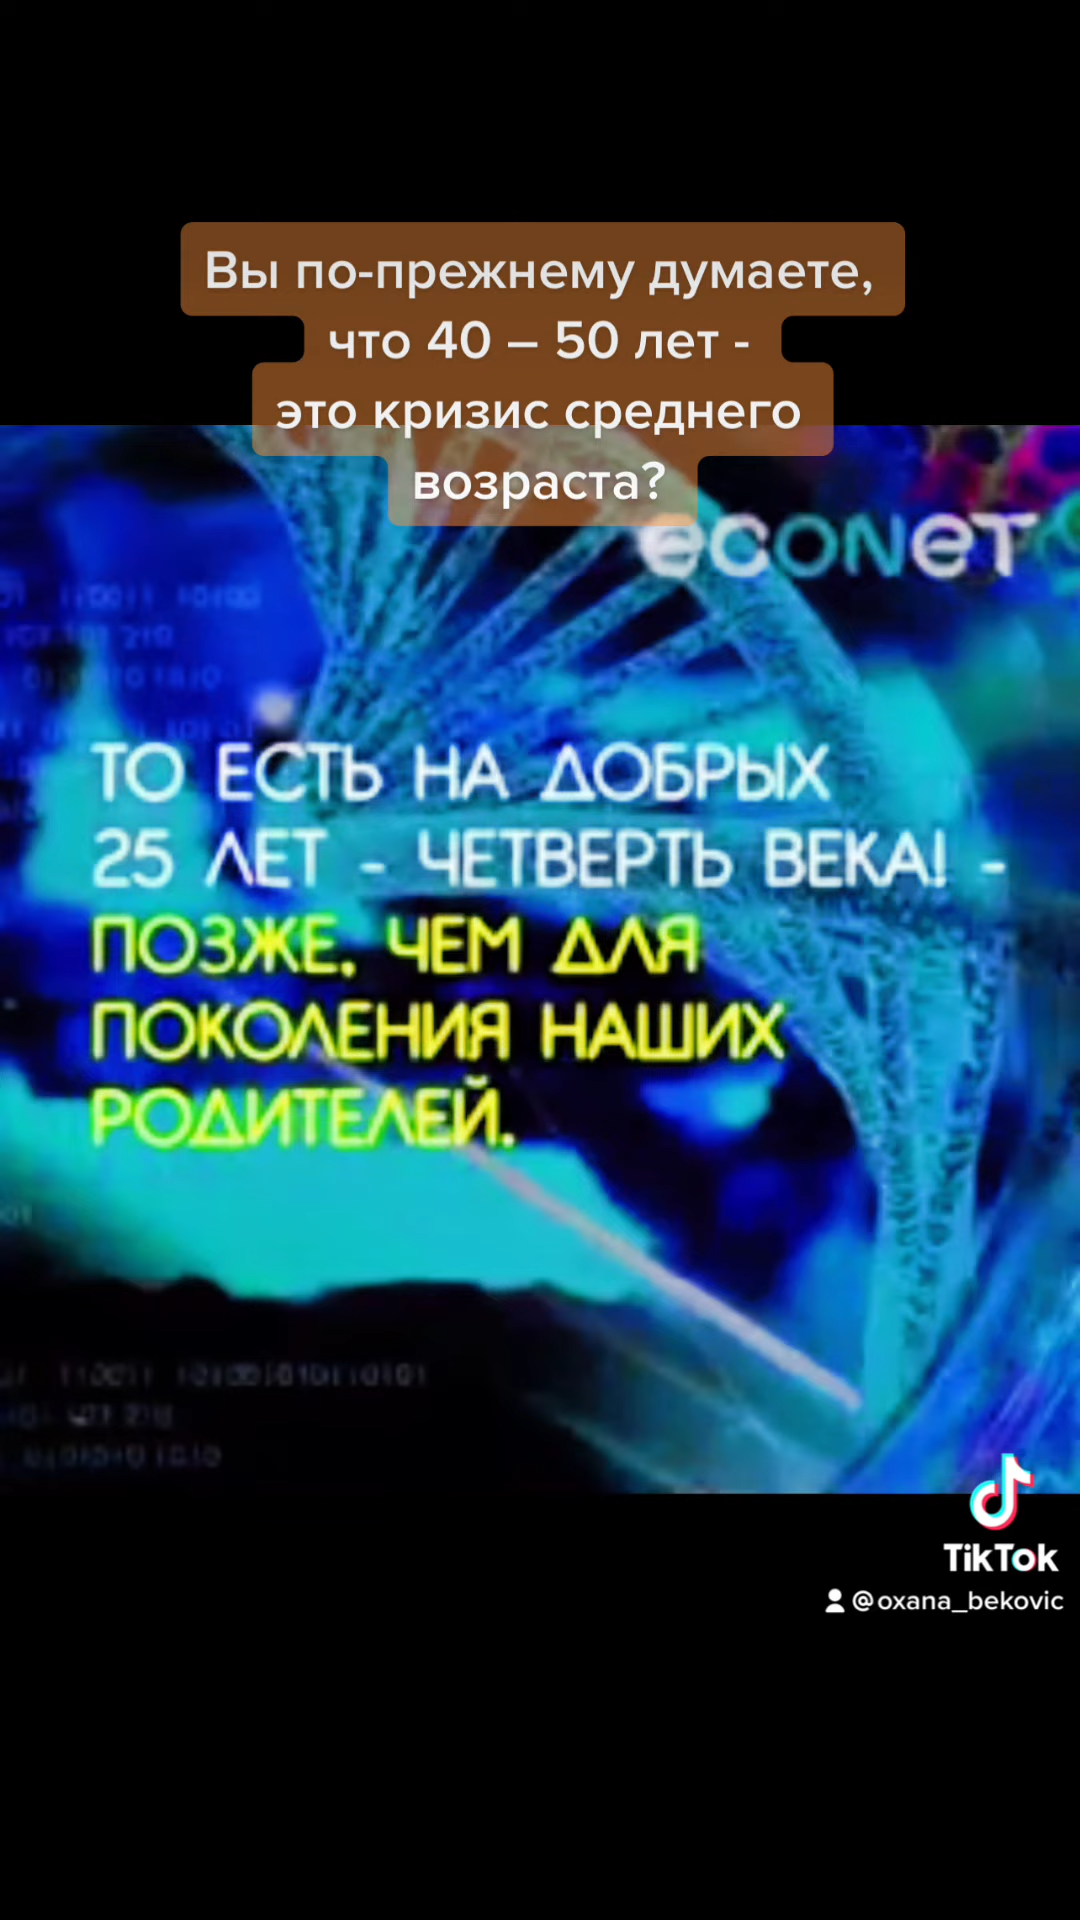 Вы по-прежнему думаете,
что 40 – 50 лет -
это кризис среднего
возраста?
econet
ТО ЕСТЬ НА ДОБРЫХ
25 ЛЕТ - ЧЕТВЕРТЬ ВЕКА! -
ПОЗЖЕ, ЧЕМ ДЛЯ
ПОКОЛЕНИЯ НАШИХ
РОДИТЕЛЕЙ.
TikTok
@oxana_bekovic